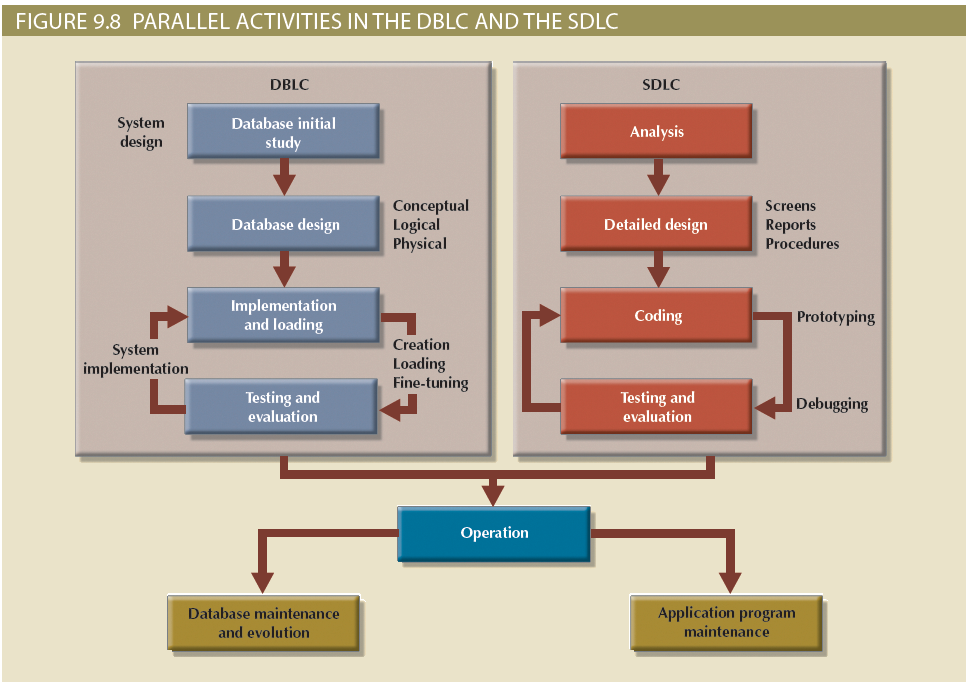 FIGURE 9.8 PARALLEL ACTIVITIES IN THE DBLC AND THE SDLC
DBLC
System
design
Database initial
study
Database design
Conceptual
Logical
Physical
Implementation
and loading
System
implementation
Creation
Loading
Fine-tuning
Testing and
evaluation
SDLC
Analysis
Detailed design
Screens
Reports
Procedures
Coding
Prototyping
Testing and
evaluation
Debugging
Operation
Database maintenance
and evolution
Application program
maintenance